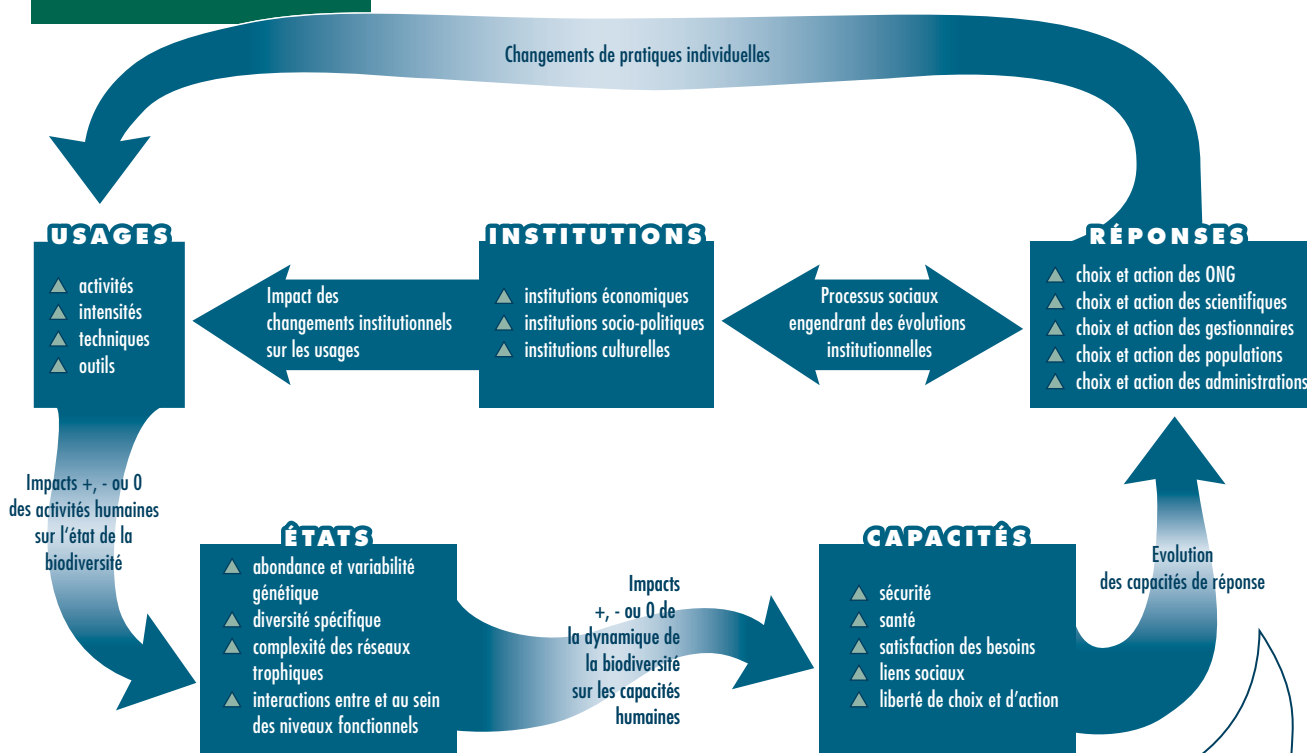 Changements de pratiques individuelles
USAGES
activités
intensités
techniques
outils
Impact des
changements institutionnels
sur les usages
INSTITUTIONS
institutions économiques
institutions socio-politiques
institutions culturelles
Processus sociaux
engendrant des évolutions
institutionnelles
RÉPONSES
choix et action des ONG
choix et action des scientifiques
choix et action des gestionnaires
choix et action des populations
choix et action des administrations
Impacts +, - ou 0
des activités humaines
sur l'état de la
biodiversité
ÉTATS
abondance et variabilité
génétique
diversité spécifique
complexité des réseaux
trophiques
interactions entre et au sein
des niveaux fonctionnels
Impacts
+, - ou 0 de
la dynamique de
la biodiversité
sur les capacités
humaines
CAPACITÉS
sécurité
santé
satisfaction des besoins
liens sociaux
liberté de choix et d'action
Evolution
des capacités de réponse